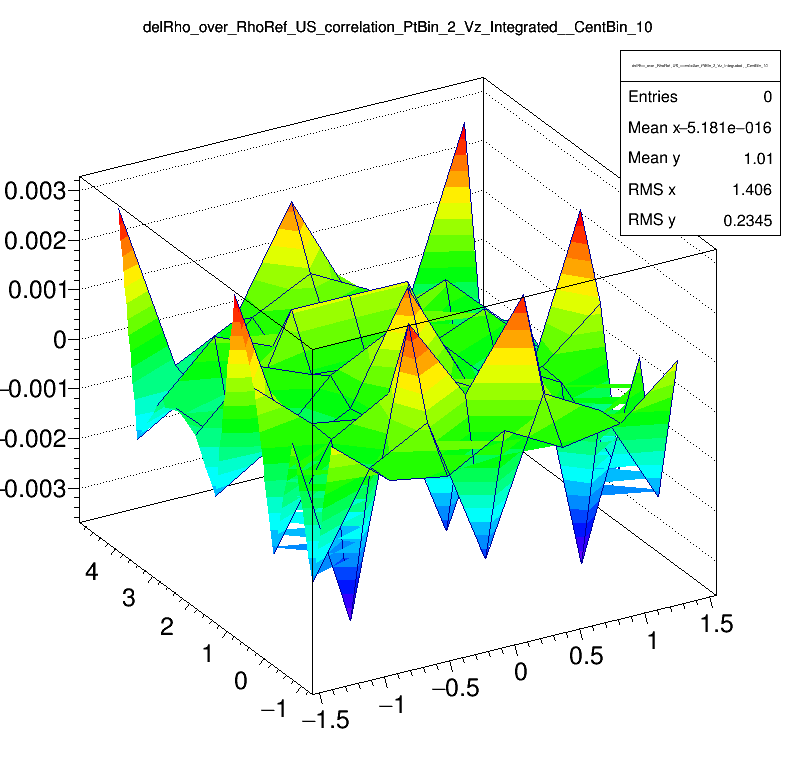 delRho_over_RhoRef_US_correlation_PtBin_2_Vz_Integrated__CentBin_10
delRho_over_RhoRef_US_correlation_PtBin_2_Vz_Integrated__CentBin_10
Entries 0
Mean x −5.181e−016
Mean y 1.01
RMS x 1.406
RMS y 0.2345
0.003
0.002
0.001
0
−0.001
−0.002
−0.003
4
3
2
1
0
−1
−1.5
−1
−0.5
0
0.5
1
1.5